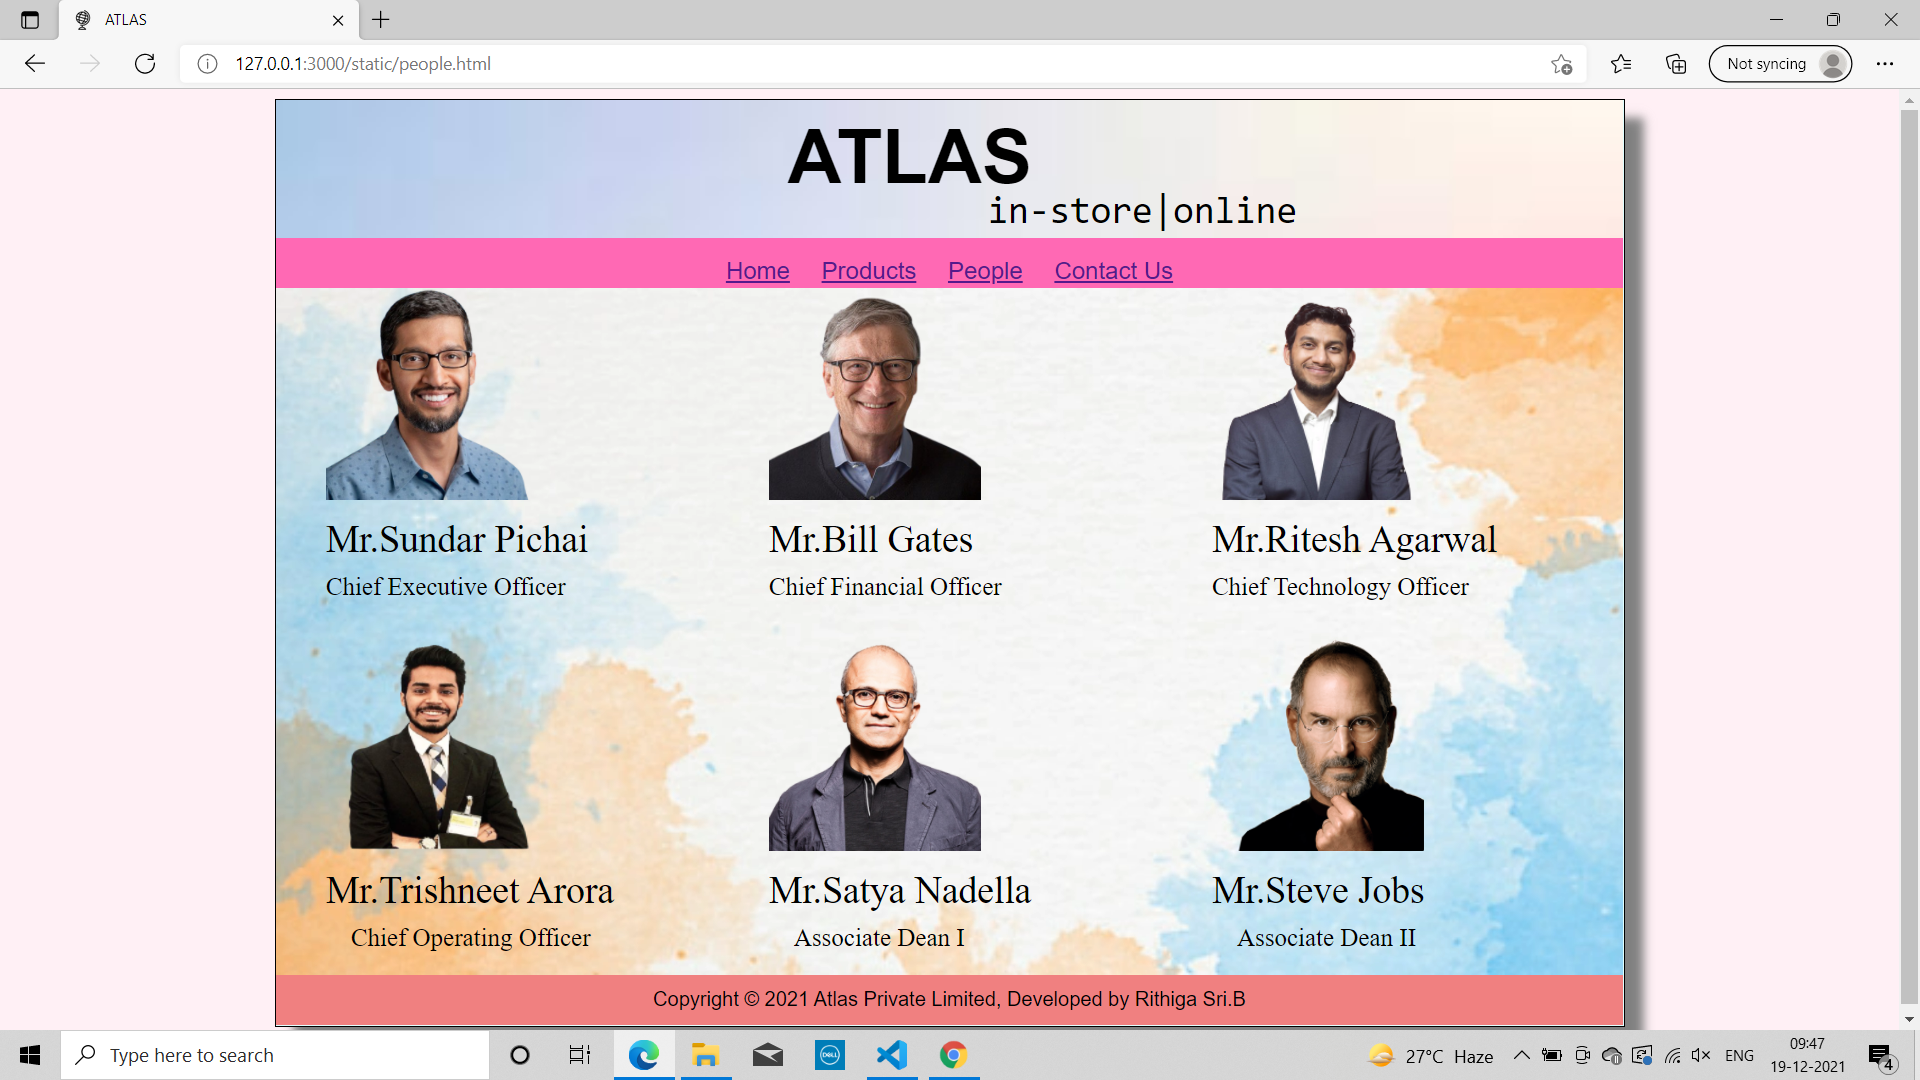 ATLAS
127.0.0.1:3000/static/people.html
Not syncing
ATLAS
in-store|online
Home Products People Contact Us
Mr.Sundar Pichai Mr.Bill Gates Mr.Ritesh Agarwal
Chief Executive Officer Chief Financial Officer Chief Technology Officer
Mr.Trishneet Arora Mr.Satya Nadella Mr.Steve Jobs
Chief Operating Officer Associate Dean I Associate Dean II
Copyright © 2021 Atlas Private Limited, Developed by Rithiga Sri.B
Type here to search
DELL
27°C Haze
ENG
09:47
19-12-2021
4